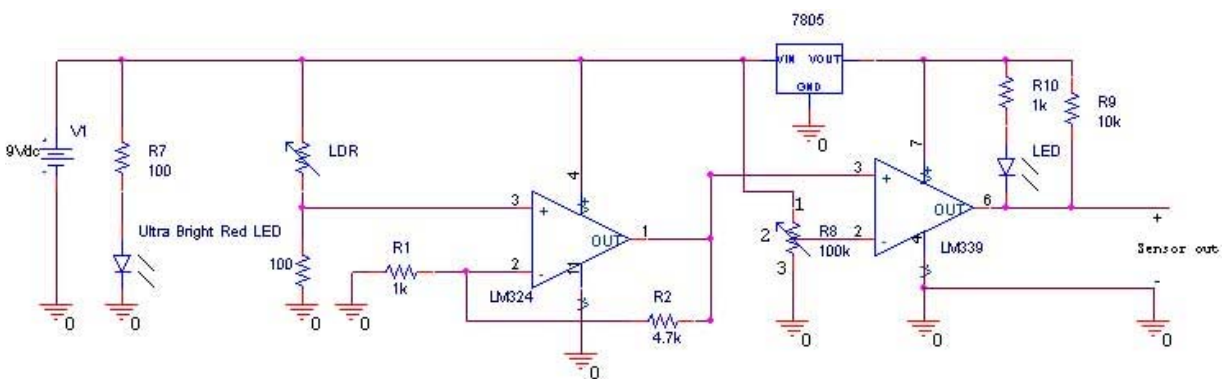 7805
VIN VOUT
GND
0
V1
9Vdc
R7
100
LDR
R10
1k
R9
10k
LED
Ultra Bright Red LED
100
4
3
+
OUT
1
2
-
LM324
R1
1k
R2
4.7k
1
2
R8
100k
3
7
3
+
OUT
6
2
-
4
LM339
+
Sensor out
-
0
0
0
0
0
0
0
0